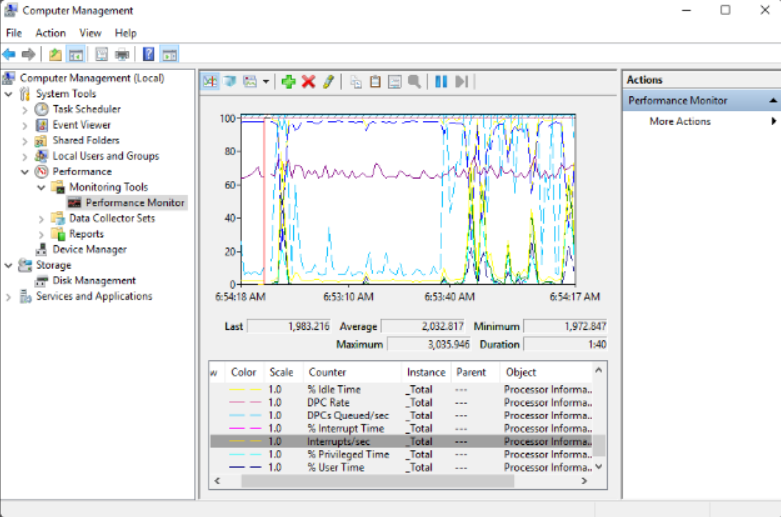 Computer Management
File Action View Help
Computer Management (Local)
System Tools
Task Scheduler
Event Viewer
Shared Folders
Local Users and Groups
Performance
Monitoring Tools
Performance Monitor
Data Collector Sets
Reports
Device Manager
Storage
Disk Management
Services and Applications
100
80
60
40
20
0
6:54:18 AM 6:53:10 AM 6:53:40 AM 6:54:17 AM
Last 1,983.216 Average 2,032.817 Minimum 1,972.847
Maximum 3,035.946 Duration 1:40
w Color Scale Counter Instance Parent Object
1.0 % Idle Time _Total --- Processor Informa...
1.0 DPC Rate _Total --- Processor Informa...
1.0 DPCs Queued/sec _Total --- Processor Informa...
1.0 % Interrupt Time _Total --- Processor Informa...
1.0 Interrupts/sec _Total --- Processor Informa...
1.0 % Privileged Time _Total --- Processor Informa...
1.0 % User Time _Total --- Processor Informa...
Actions
Performance Monitor
More Actions